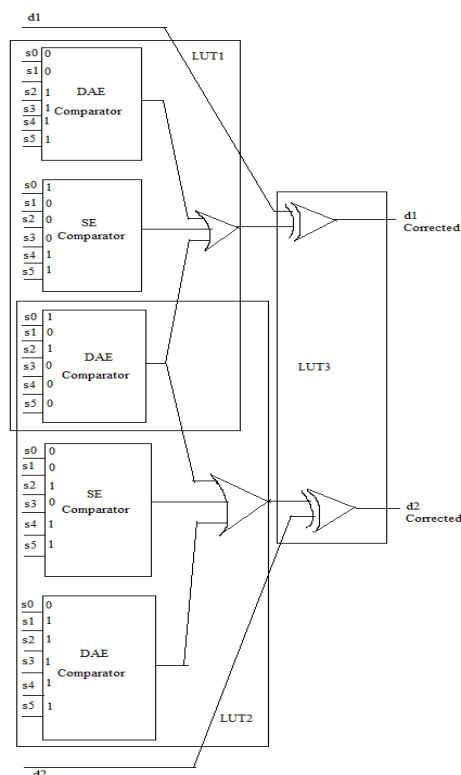 d1
LUT1
s0 0
s1 0
s2 1
s3 1
s4 1
s5 1
DAE
Comparator
s0 1
s1 0
s2 0
s3 0
s4 1
s5 1
SE
Comparator
d1
Corrected
s0 1
s1 0
s2 1
s3 0
s4 0
s5 0
DAE
Comparator
LUT3
s0 0
s1 0
s2 1
s3 0
s4 1
s5 1
SE
Comparator
d2
Corrected
s0 0
s1 1
s2 1
s3 1
s4 1
s5 1
DAE
Comparator
LUT2
d2